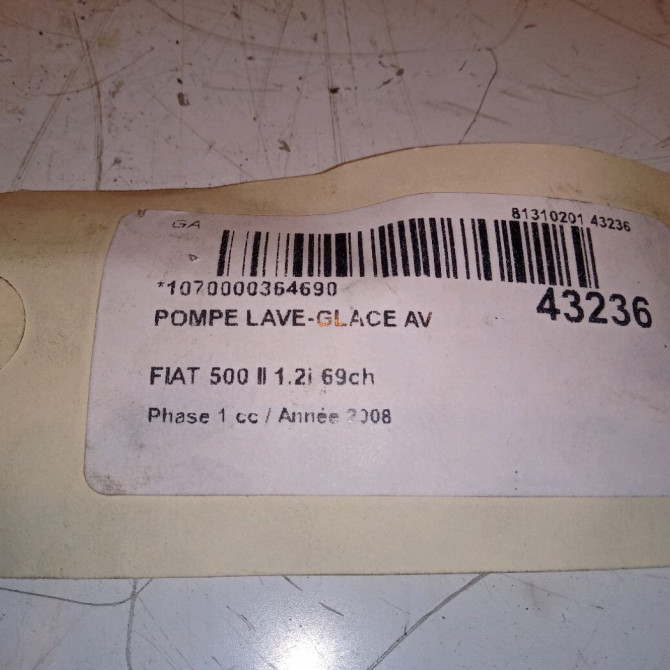 GA
81310201 43236
*1070000364690
43236
POMPE LAVE-GLACE AV
FIAT 500 II 1.2i 69ch
Phase 1 cc / Année 2008